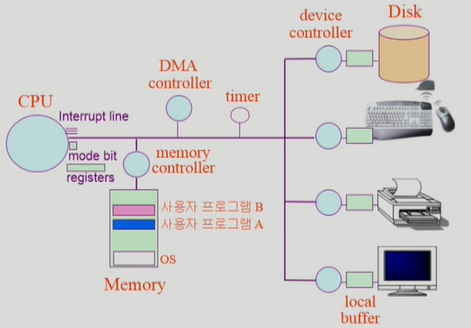 device
controller
Disk
DMA
controller
timer
CPU
Interrupt line
mode bit
registers
memory
controller
사용자 프로그램 B
사용자 프로그램 A
OS
Memory
local
buffer